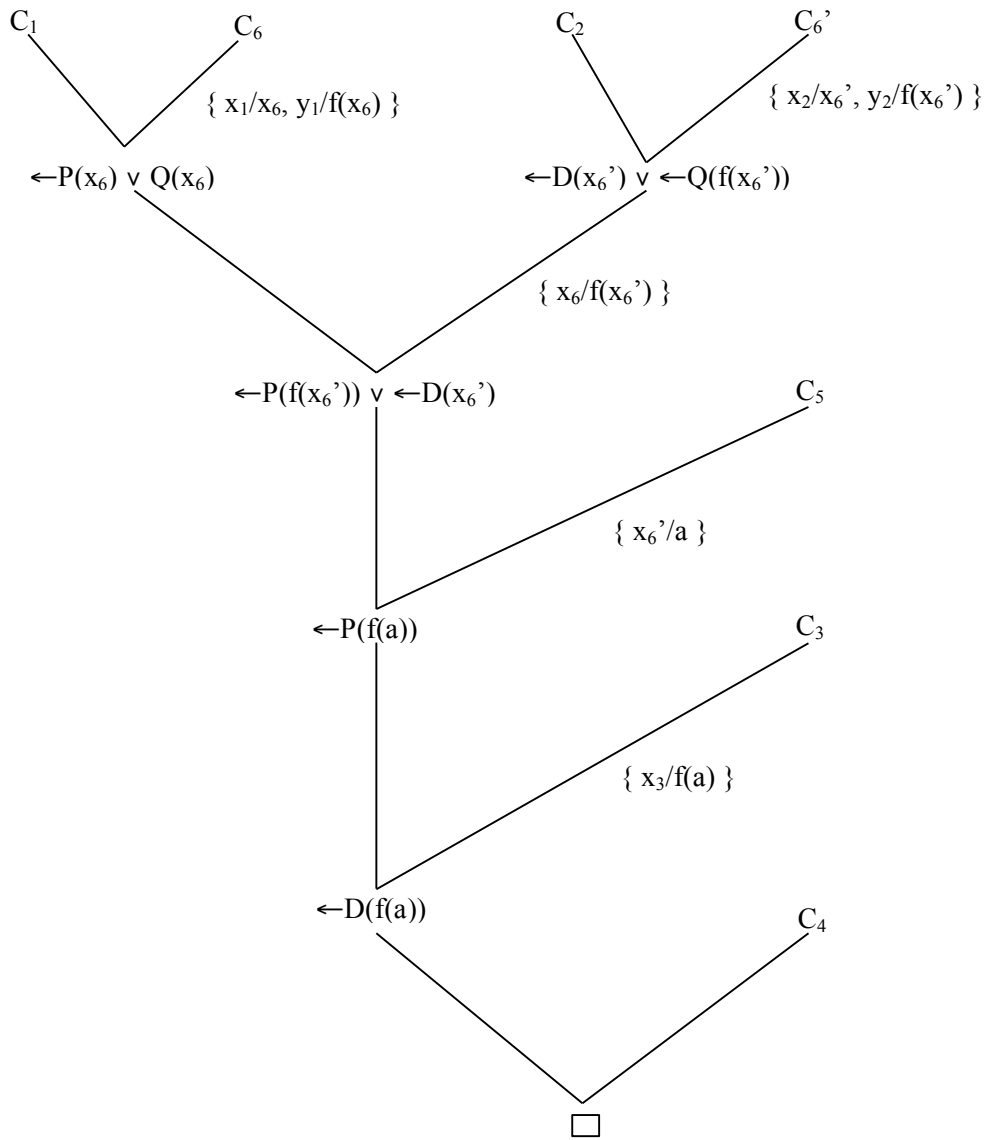 C₁ C₆ C₂ C₆’
{ x₁/x₆, y₁/f(x₆) } { x₂/x₆’, y₂/f(x₆’) }
←P(x₆) ∨ Q(x₆) ←D(x₆’) ∨ ←Q(f(x₆’))
{ x₆/f(x₆’) }
←P(f(x₆’)) ∨ ←D(x₆’) C₅
{ x₆’/a }
←P(f(a)) C₃
{ x₃/f(a) }
←D(f(a)) C₄